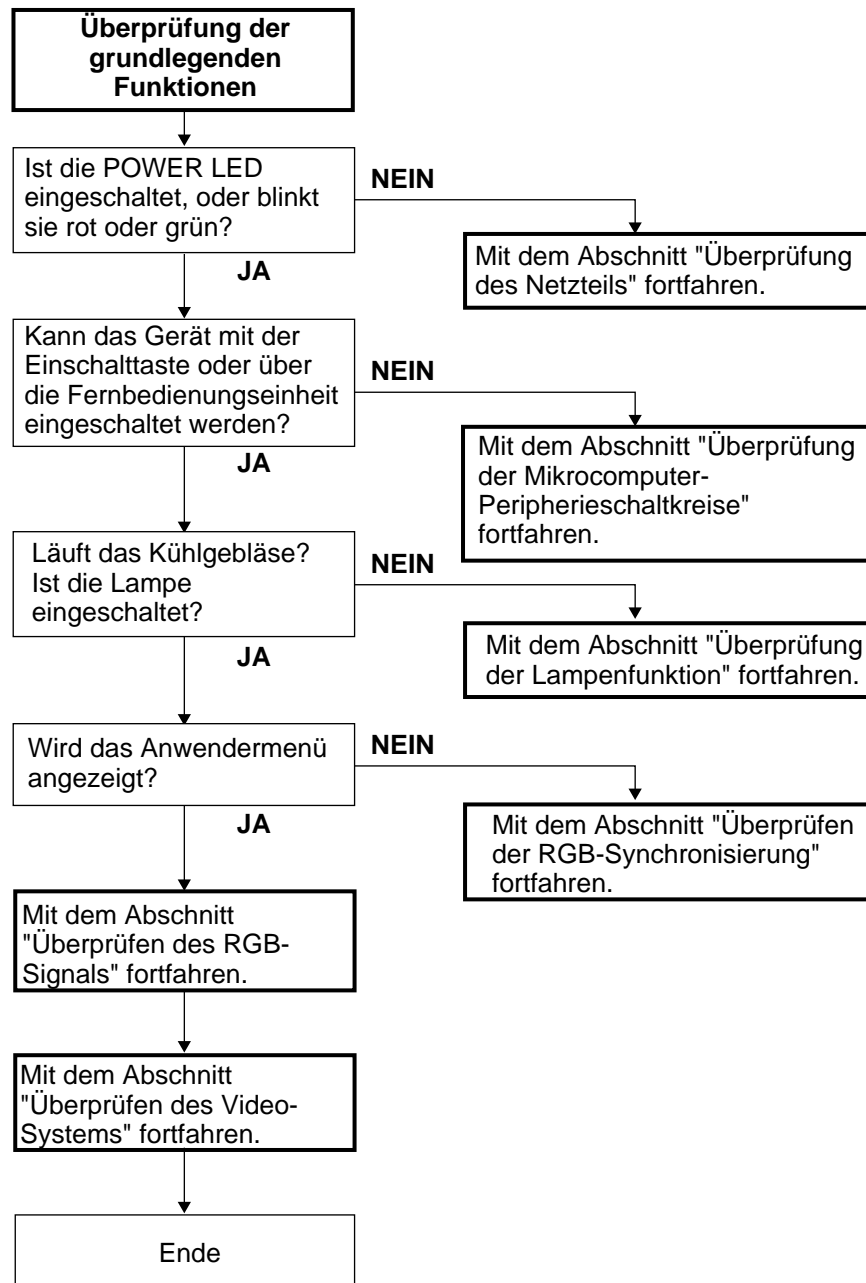 Überprüfung der
grundlegenden
Funktionen
Ist die POWER LED
eingeschaltet, oder blinkt
sie rot oder grün?
NEIN
Mit dem Abschnitt "Überprüfung
des Netzteils" fortfahren.
JA
Kann das Gerät mit der
Einschalttaste oder über
die Fernbedienungseinheit
eingeschaltet werden?
NEIN
Mit dem Abschnitt "Überprüfung
der Mikrocomputer-
Peripherieschaltkreise"
fortfahren.
JA
Läuft das Kühlgebläse?
Ist die Lampe
eingeschaltet?
NEIN
Mit dem Abschnitt "Überprüfung
der Lampenfunktion" fortfahren.
JA
Wird das Anwendermenü
angezeigt?
NEIN
Mit dem Abschnitt "Überprüfen
der RGB-Synchronisierung"
fortfahren.
JA
Mit dem Abschnitt
"Überprüfen des RGB-
Signals" fortfahren.
Mit dem Abschnitt
"Überprüfen des Video-
Systems" fortfahren.
Ende